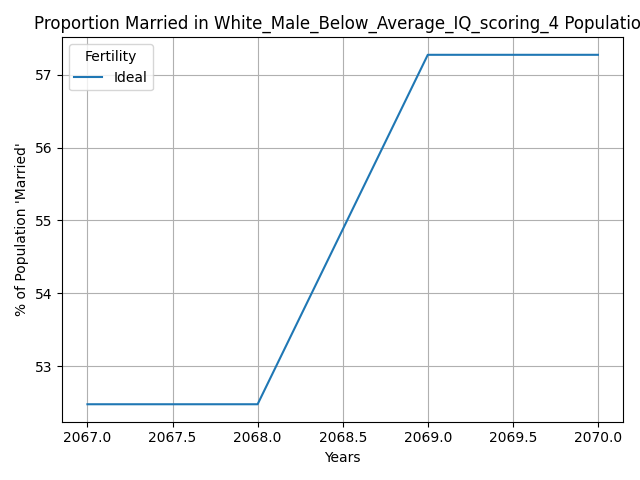 Proportion Married in White_Male_Below_Average_IQ_scoring_4 Populatio
Fertility
Ideal
% of Population 'Married'
57
56
55
54
53
2067.0 2067.5 2068.0 2068.5 2069.0 2069.5 2070.0
Years